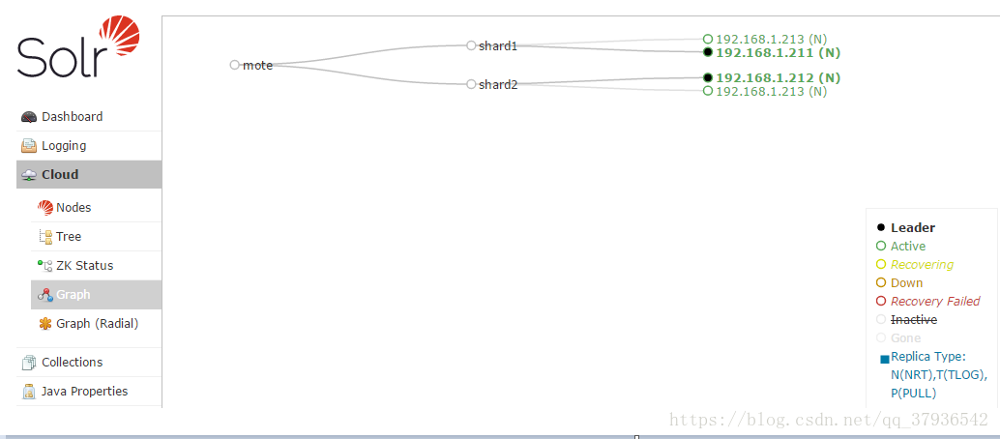 Solr
Dashboard
Logging
Cloud
Nodes
Tree
ZK Status
Graph
Graph (Radial)
Collections
Java Properties
mote
shard1
shard2
192.168.1.213 (N)
192.168.1.211 (N)
192.168.1.212 (N)
192.168.1.213 (N)
Leader
Active
Recovering
Down
Recovery Failed
Inactive
Gone
Replica Type:
N(NRT),T(TLOG),
P(PULL)
https://blog.csdn.net/qq_37936542